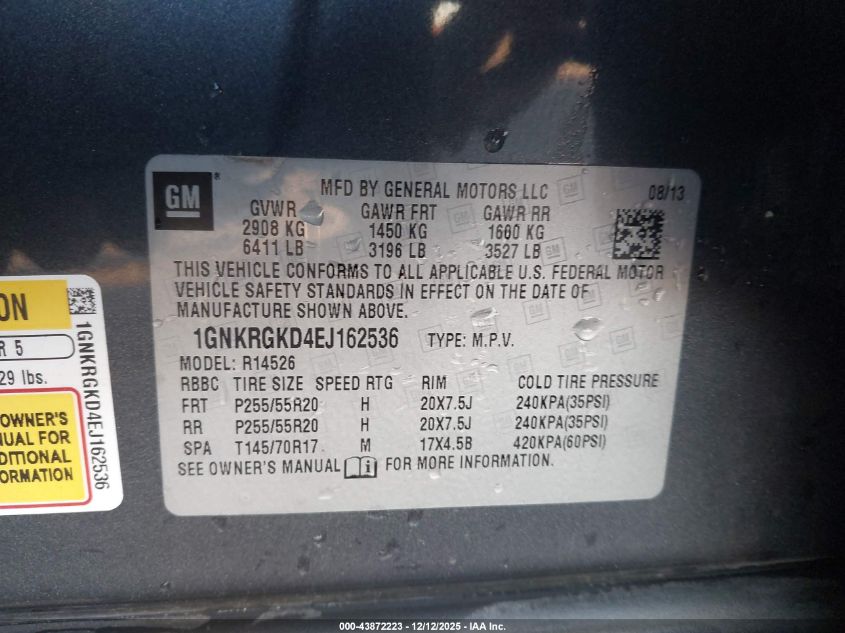 GM
MFD BY GENERAL MOTORS LLC 08/13
GVWR GAWR FRT GAWR RR
2908 KG 1450 KG 1600 KG
6411 LB 3196 LB 3527 LB
THIS VEHICLE CONFORMS TO ALL APPLICABLE U.S. FEDERAL MOTOR
VEHICLE SAFETY STANDARDS IN EFFECT ON THE DATE OF
MANUFACTURE SHOWN ABOVE.
1GNKRGKD4EJ162536 TYPE: M.P.V.
MODEL: R14526
RBBC TIRE SIZE SPEED RTG RIM COLD TIRE PRESSURE
FRT P255/55R20 H 20X7.5J 240KPA(35PSI)
RR P255/55R20 H 20X7.5J 240KPA(35PSI)
SPA T145/70R17 M 17X4.5B 420KPA(60PSI)
SEE OWNER'S MANUAL FOR MORE INFORMATION.
ON
R 5
29 lbs.
OWNER'S
NUAL FOR
DITIONAL
FORMATION
1GNKRGKD4EJ162536
000-43872223 - 12/12/2025 - IAA Inc.